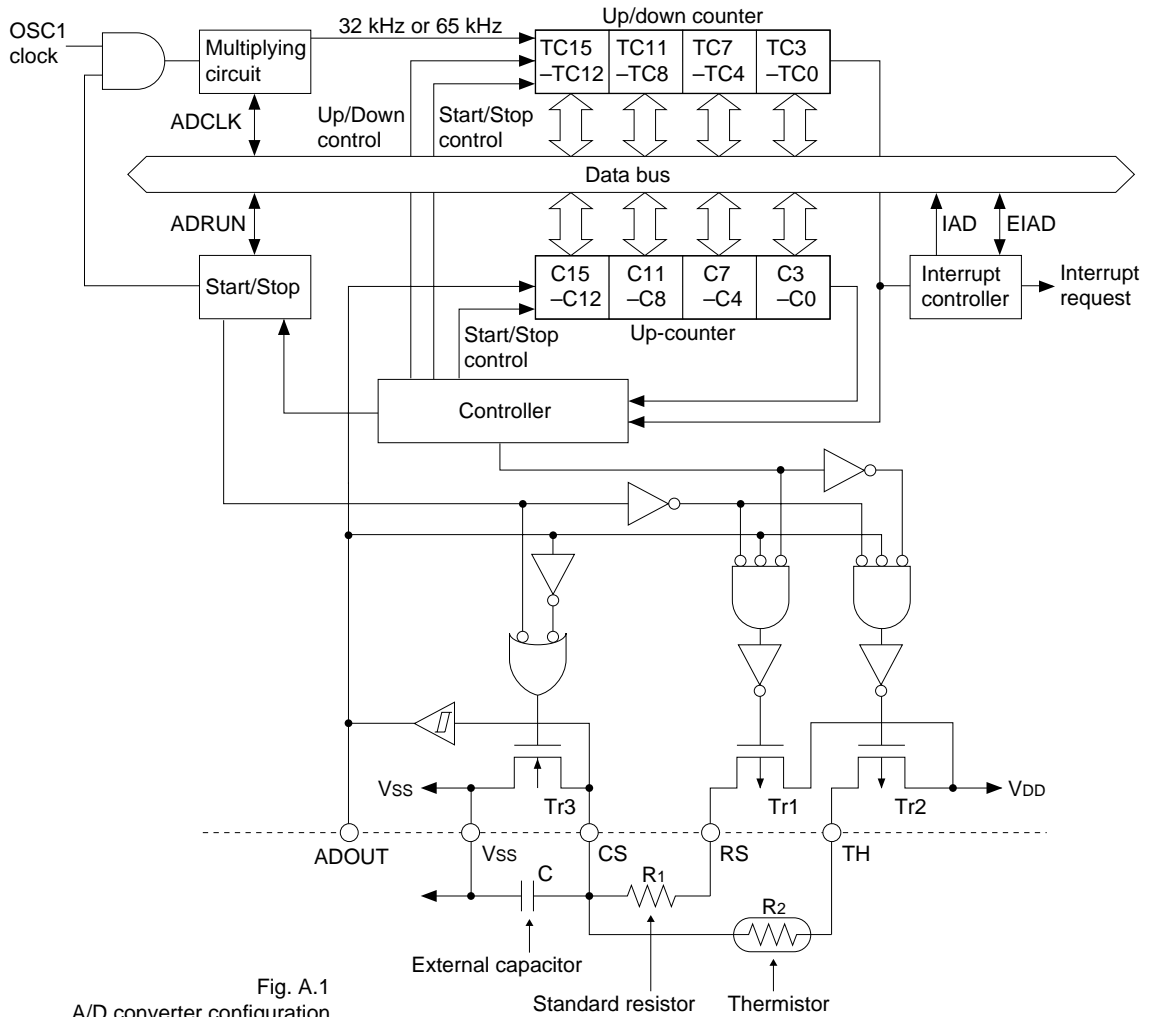 OSC1
clock
Multiplying
circuit
32 kHz or 65 kHz
Up/down counter
TC15
–TC12
TC11
–TC8
TC7
–TC4
TC3
–TC0
ADCLK
Up/Down
control
Start/Stop
control
Data bus
ADRUN
IAD
EIAD
Start/Stop
C15
–C12
C11
–C8
C7
–C4
C3
–C0
Interrupt
controller
Interrupt
request
Start/Stop
control
Up-counter
Controller
VSS
Tr3
Tr1
Tr2
VDD
ADOUT
VSS
CS
RS
TH
C
R1
R2
External capacitor
Standard resistor
Thermistor
Fig. A.1
A/D converter configuration